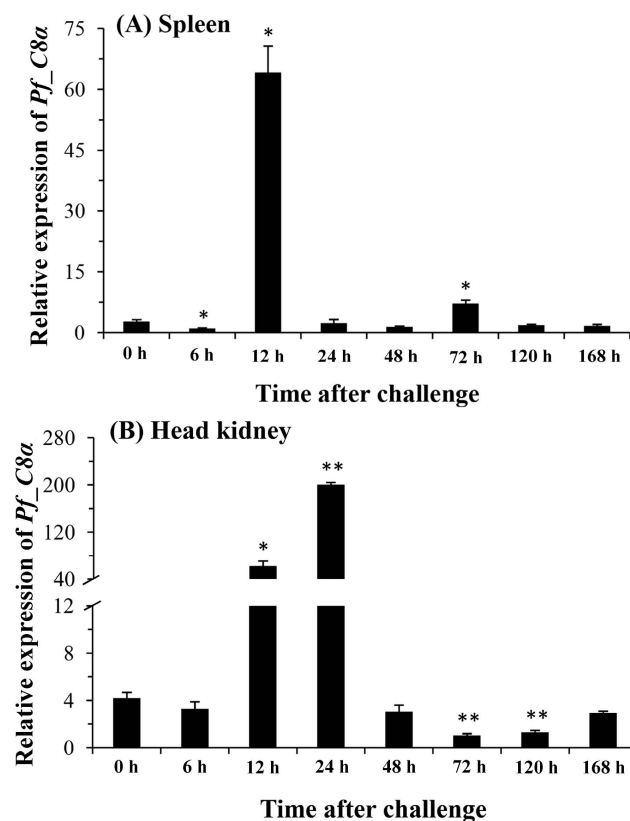 (A) Spleen
Relative expression of Pf_C8α
75
60
45
30
15
0
*
*
*
0 h 6 h 12 h 24 h 48 h 72 h 120 h 168 h
Time after challenge
(B) Head kidney
Relative expression of Pf_C8α
280
200
120
40
12
8
4
0
*
**
**
**
0 h 6 h 12 h 24 h 48 h 72 h 120 h 168 h
Time after challenge